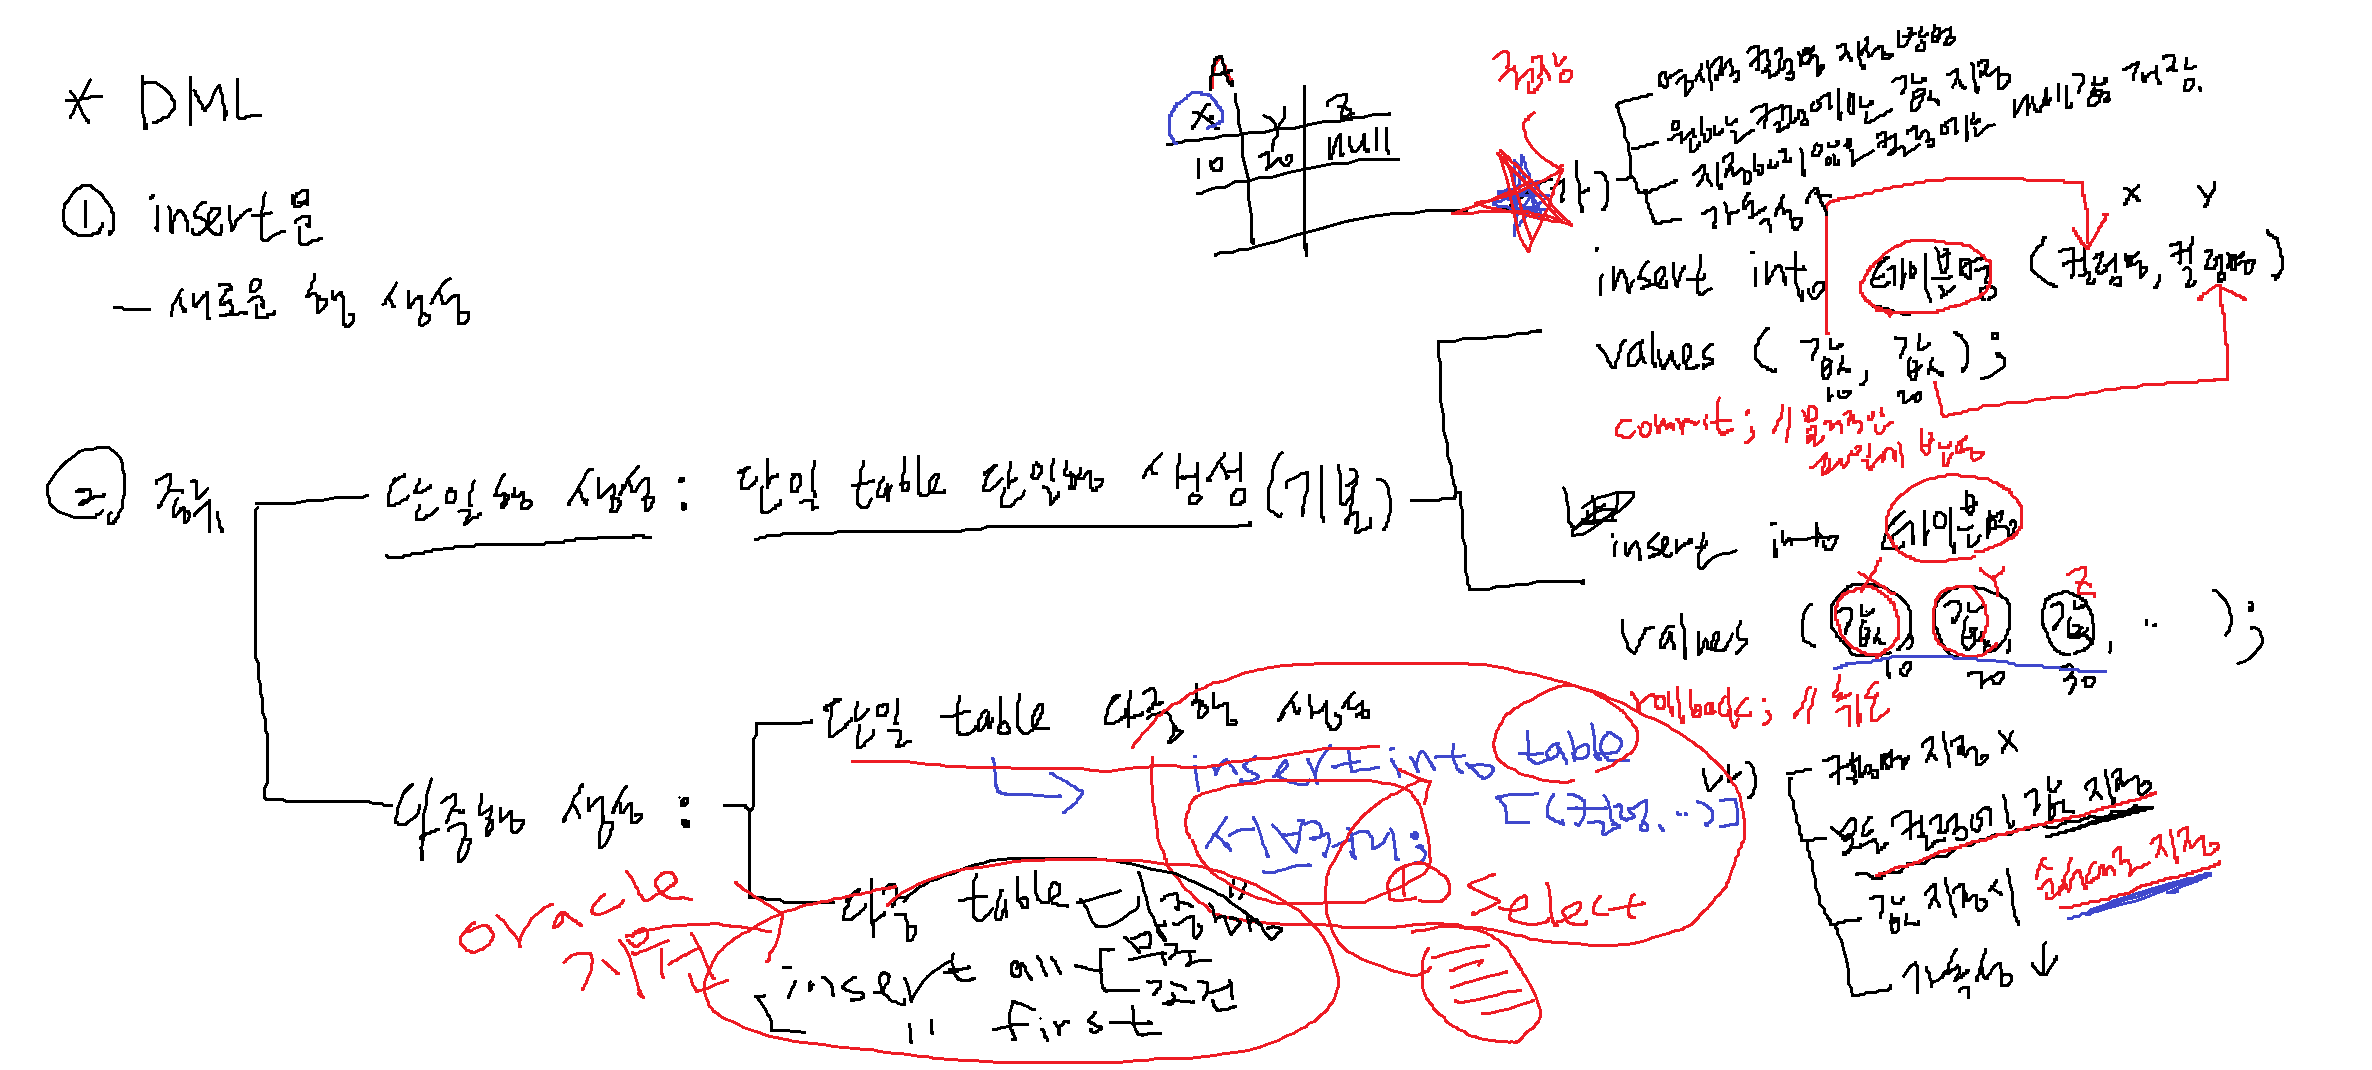 * DML
① insert문
- 새로운 행 생성
② 종류
단일행 생성 : 단일 table 단일행 생성 (기본)
A
x y z
10 20 null
권장
가)
명시적 컬럼명 지정 방법
원하는 컬럼에만 값 지정
지정하지 않은 컬럼에는 null값 저장.
가독성 ↑
x y
insert into 테이블명 (컬럼명, 컬럼명)
values ( 값, 값 );
10 20
commit; // 물리적인
파일에 반영
insert into 테이블명
x y z
values ( 값, 값, 값, .. );
10 20 30
rollback; // 취소
나)
컬럼명 지정 X
모든 컬럼에 값 지정
값 지정시 순서대로 지정
가독성 ↓
다중행 생성 :
단일 table 다중행 생성
insert into table
[(컬럼명, ..)]
서브쿼리;
select
다중 table 다중행 "
oracle
지원
insert all
무조건
조건
" first